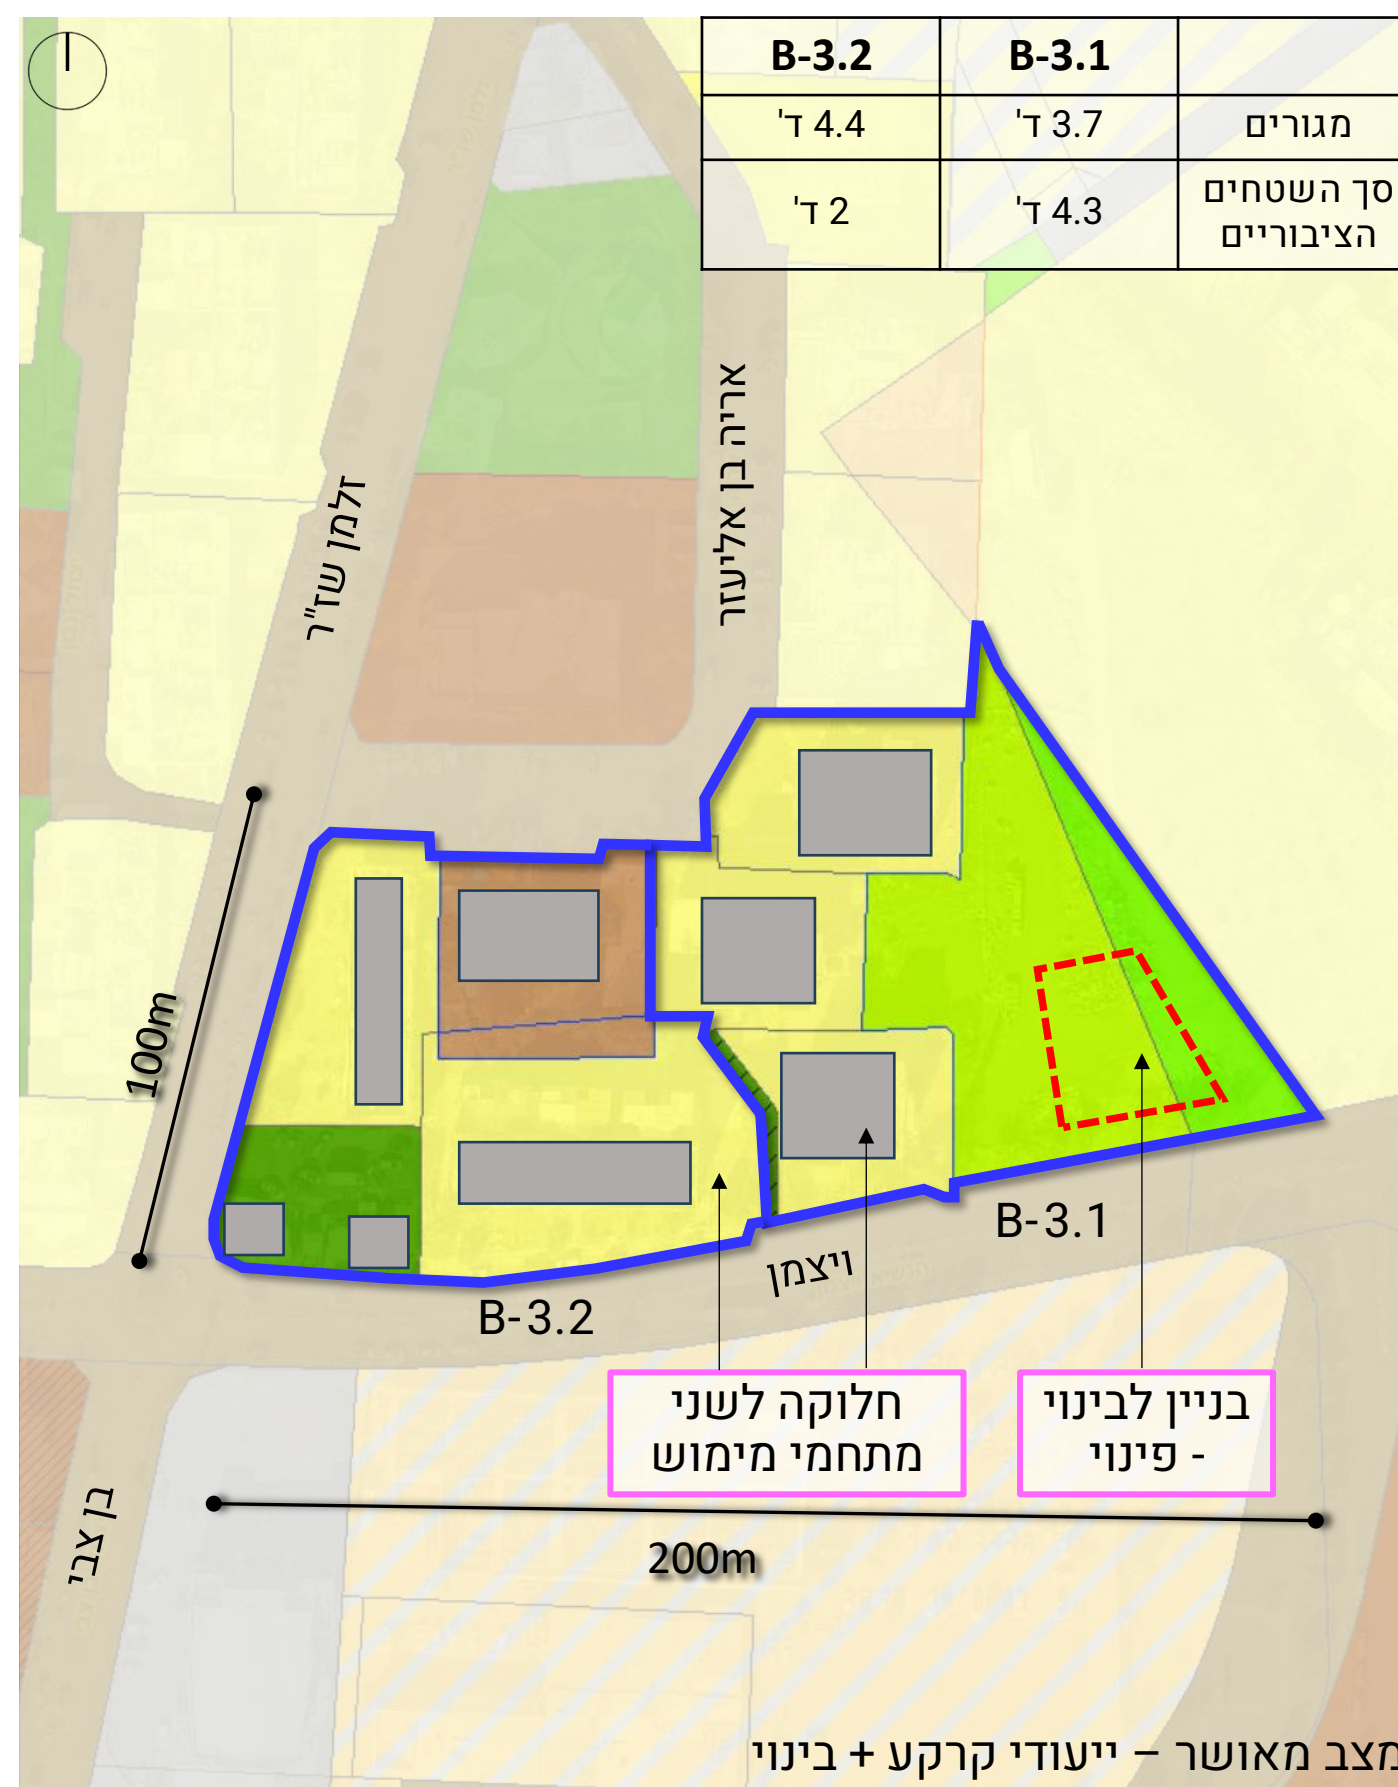 B-3.1 B-3.2
מגורים 3.7 ד' 4.4 ד'
סך השטחים
הציבוריים
4.3 ד' 2 ד'
אריה בן אליעזר
זלמן שז"ר
100m
B-3.1
ויצמן
B-3.2
בניין לבינוי
- פינוי
חלוקה לשני
מתחמי מימוש
בן צבי
200m
מצב מאושר – ייעודי קרקע + בינוי